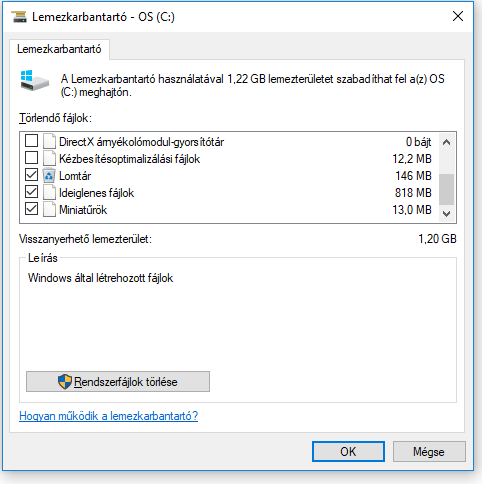 Lemezkarbantartó - OS (C:)
Lemezkarbantartó
A Lemezkarbantartó használatával 1,22 GB lemezterületet szabadíthat fel a(z) OS
(C:) meghajtón.
Törlendő fájlok:
DirectX árnyékolómodul-gyorsítótár 0 bájt
Kézbesítésoptimalizálási fájlok 12,2 MB
Lomtár 146 MB
Ideiglenes fájlok 818 MB
Miniatűrök 13,0 MB
Visszanyerhető lemezterület: 1,20 GB
Leírás
Windows által létrehozott fájlok
Rendszerfájlok törlése
Hogyan működik a lemezkarbantartó?
OK Mégse